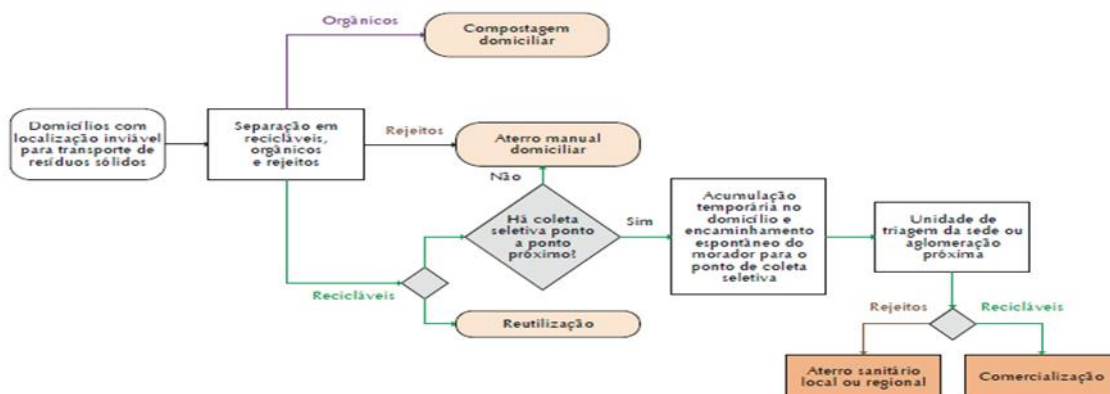 Orgânicos
Compostagem
domiciliar
Domicílios com
localização inviável
para transporte de
resíduos sólidos
Separação em
recicláveis,
orgânicos
e rejeitos
Rejeitos
Aterro manual
domiciliar
Não
Há coleta
seletiva ponto
a ponto
próximo?
Sim
Acumulação
temporária no
domicílio e
encaminhamento
espontâneo do
morador para o
ponto de coleta
seletiva
Unidade de
triagem da sede ou
aglomeração
próxima
Recicláveis
Reutilização
Rejeitos
Recicláveis
Aterro sanitário
local ou regional
Comercialização